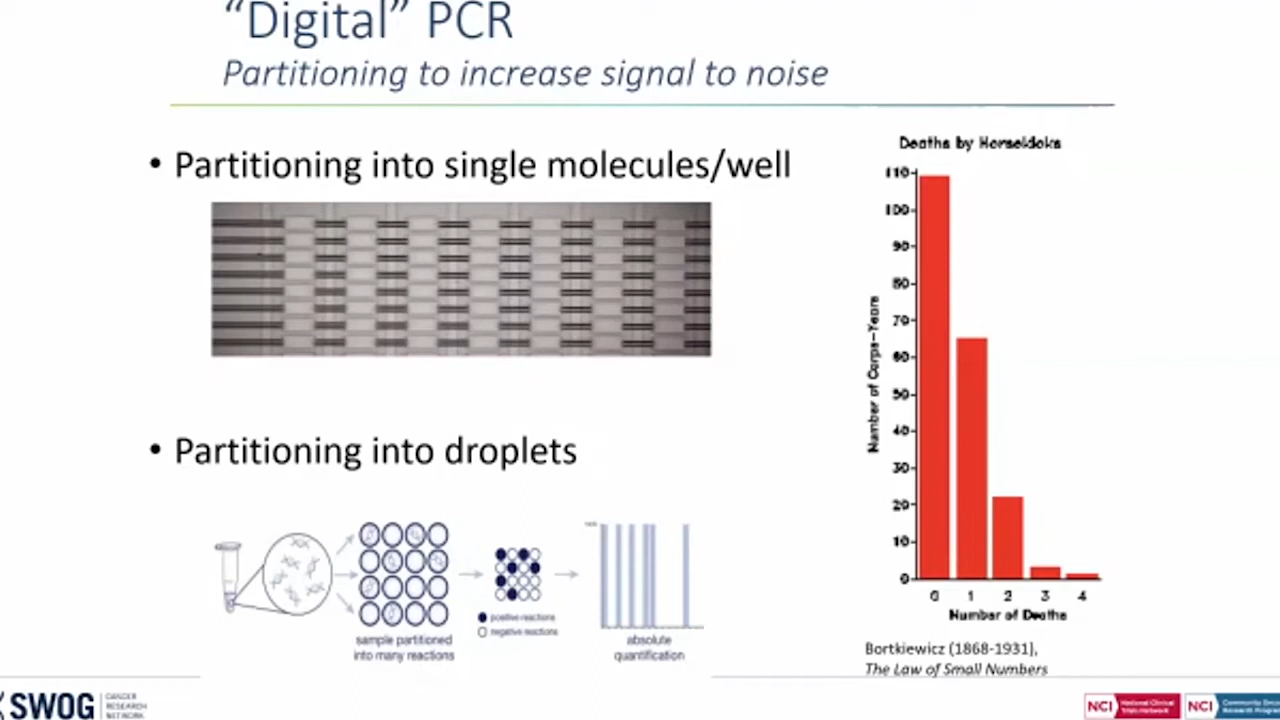 “Digital” PCR
Partitioning to increase signal to noise
• Partitioning into single molecules/well
• Partitioning into droplets
sample partitioned
into many reactions
positive reactions
negative reactions
absolute
quantification
Deaths by Horsekicks
Number of Corps-Years
110
100
90
80
70
60
50
40
30
20
10
0
0 1 2 3 4
Number of Deaths
Bortkiewicz (1868-1931),
The Law of Small Numbers
SWOG
CANCER
RESEARCH
NETWORK
NCI
National Clinical
Trials Network
NCI
Community Onco
Research Program